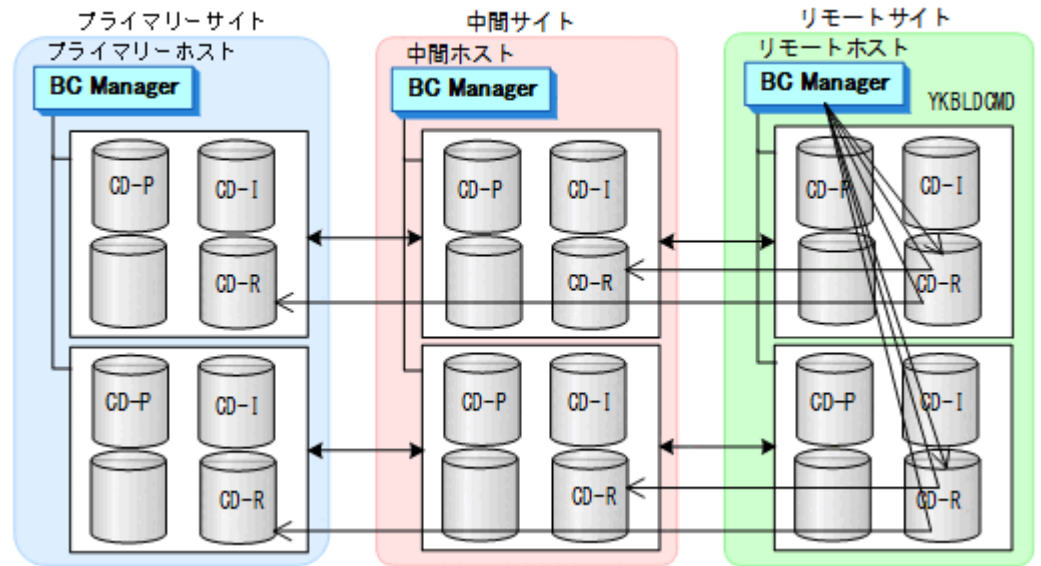 プライマリーサイト
プライマリーホスト
BC Manager
CD-P
CD-I
CD-R
CD-P
CD-I
CD-R
中間サイト
中間ホスト
BC Manager
CD-P
CD-I
CD-R
CD-P
CD-I
CD-R
リモートサイト
リモートホスト
BC Manager
YKBLDCMD
CD-P
CD-I
CD-R
CD-P
CD-I
CD-R